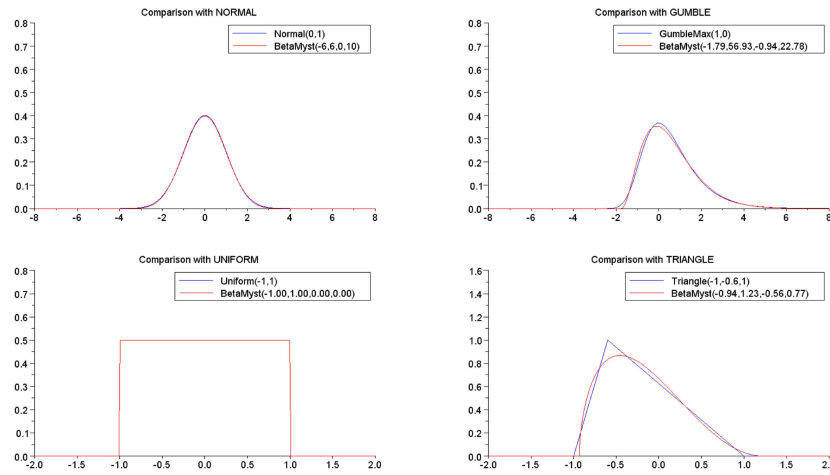 Comparison with NORMAL
Normal(0,1)
BetaMyst(-6,6,0,10)
0.8
0.7
0.6
0.5
0.4
0.3
0.2
0.1
0.0
-8 -6 -4 -2 0 2 4 6 8
Comparison with GUMBLE
GumbleMax(1,0)
BetaMyst(-1.79,56.93,-0.94,22.78)
0.8
0.7
0.6
0.5
0.4
0.3
0.2
0.1
0.0
-8 -6 -4 -2 0 2 4 6 8
Comparison with UNIFORM
Uniform(-1,1)
BetaMyst(-1.00,1.00,0.00,0.00)
0.8
0.7
0.6
0.5
0.4
0.3
0.2
0.1
0.0
-2.0 -1.5 -1.0 -0.5 0.0 0.5 1.0 1.5 2.0
Comparison with TRIANGLE
Triangle(-1,-0.6,1)
BetaMyst(-0.94,1.23,-0.56,0.77)
1.6
1.4
1.2
1.0
0.8
0.6
0.4
0.2
0.0
-2.0 -1.5 -1.0 -0.5 0.0 0.5 1.0 1.5 2.0